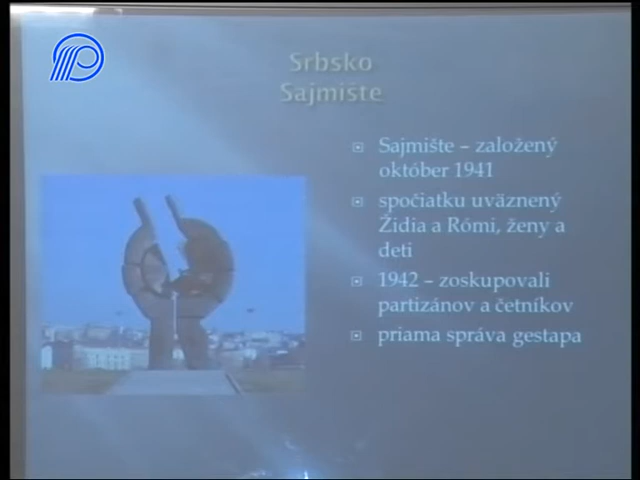 Srbsko
Sajmište
Sajmište – založený
október 1941
spočiatku uväznený
Židia a Rómi, ženy a
deti
1942 – zoskupovali
partizánov a četníkov
priama správa gestapa